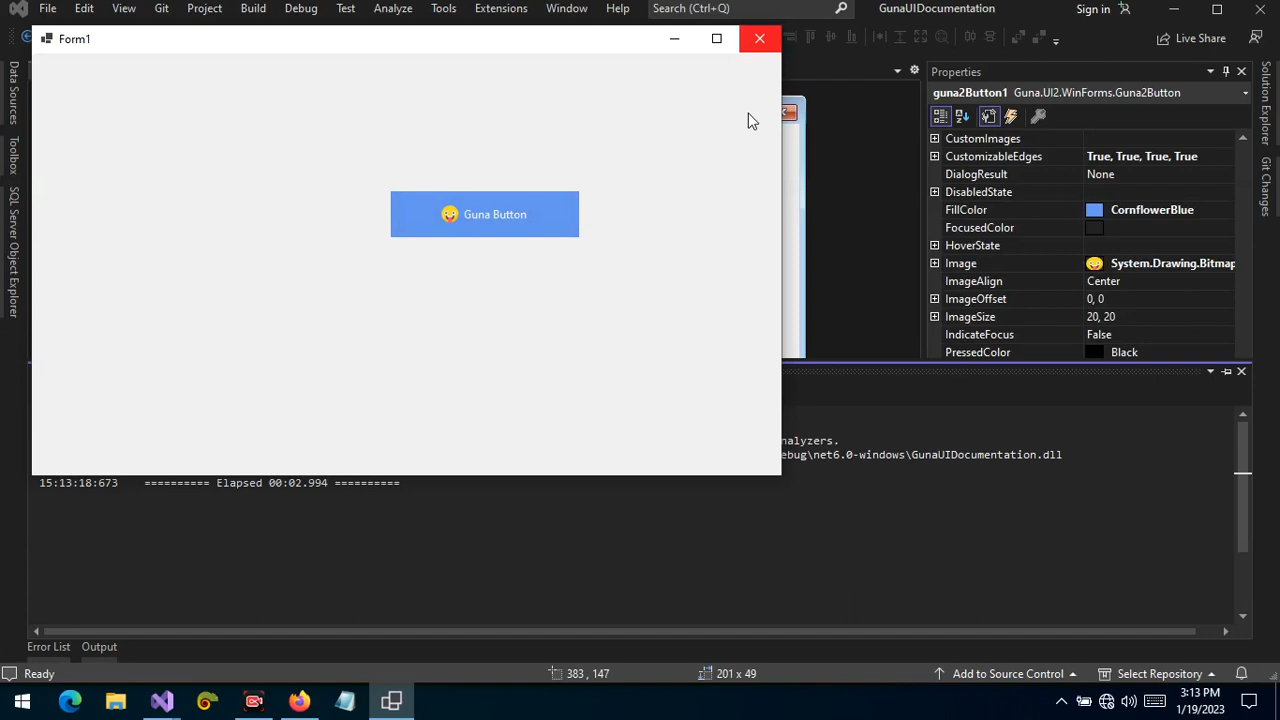 File Edit View Git Project Build Debug Test Analyze Tools Extensions Window Help Search (Ctrl+Q) GunaUIDocumentation Sign in
Live Share
Form1
Guna Button
Data Sources
Toolbox
SQL Server Object Explorer
Properties
guna2Button1 Guna.UI2.WinForms.Guna2Button
CustomImages
CustomizableEdges True, True, True, True
DialogResult None
DisabledState
FillColor CornflowerBlue
FocusedColor
HoverState
Image System.Drawing.Bitmap
ImageAlign Center
ImageOffset 0, 0
ImageSize 20, 20
IndicateFocus False
PressedColor Black
Solution Explorer
Git Changes
nalyzers.
ebug\net6.0-windows\GunaUIDocumentation.dll
15:13:18:673 ========== Elapsed 00:02.994 ==========
Error List Output
Ready 383 , 147 201 x 49 Add to Source Control Select Repository
3:13 PM
1/19/2023